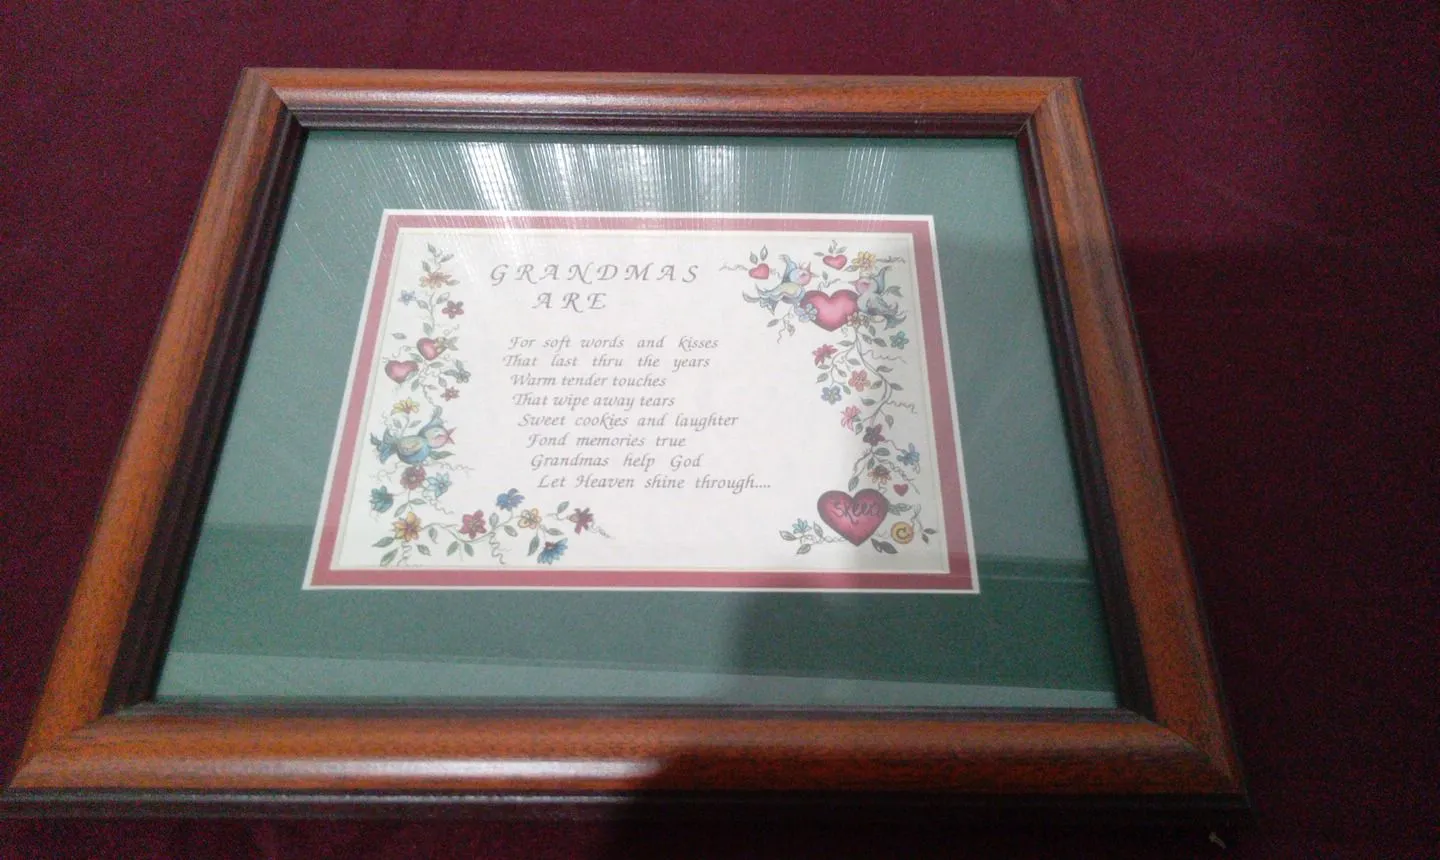 GRANDMAS
ARE
For soft words and kisses
That last thru the years
Warm tender touches
That wipe away tears
Sweet cookies and laughter
Fond memories true
Grandmas help God
Let Heaven shine through....
C